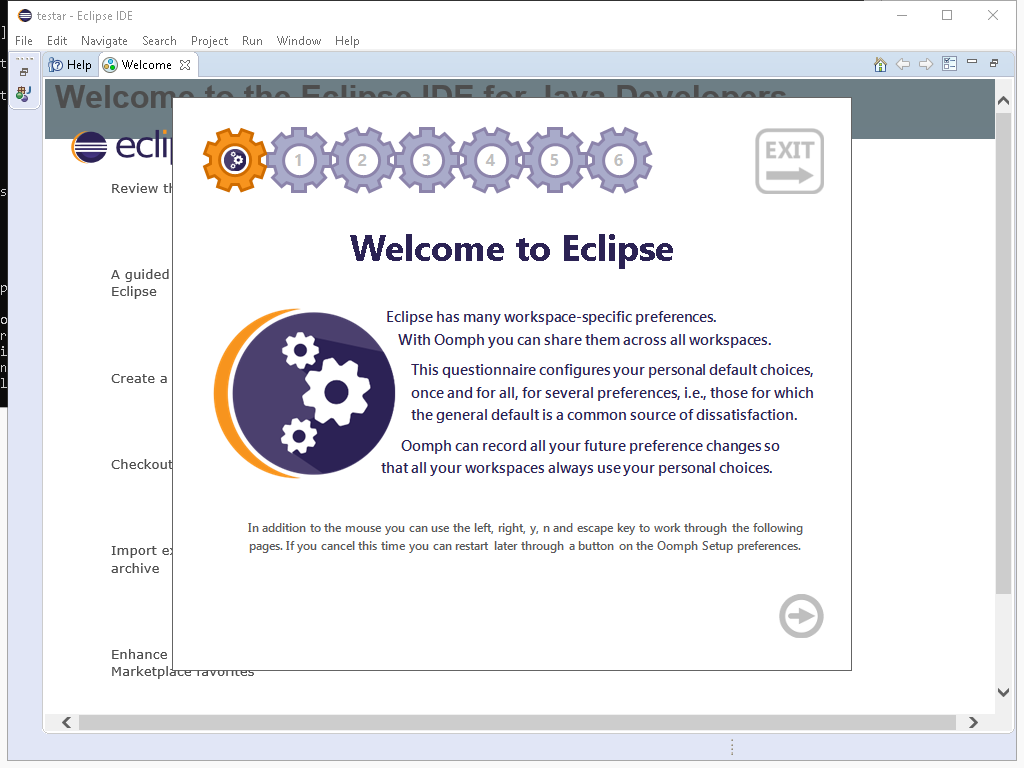 testar - Eclipse IDE
File Edit Navigate Search Project Run Window Help
Help Welcome
Welcome to the Eclipse IDE for Java Developers
1 2 3 4 5 6
EXIT
Review
Welcome to Eclipse
A guided
Eclipse
Eclipse has many workspace-specific preferences.
With Oomph you can share them across all workspaces.
This questionnaire configures your personal default choices,
once and for all, for several preferences, i.e., those for which
the general default is a common source of dissatisfaction.
Create a
Oomph can record all your future preference changes so
that all your workspaces always use your personal choices.
Checkout
In addition to the mouse you can use the left, right, y, n and escape key to work through the following
pages. If you cancel this time you can restart later through a button on the Oomph Setup preferences.
Import
archive
Enhance
Marketplace favorites